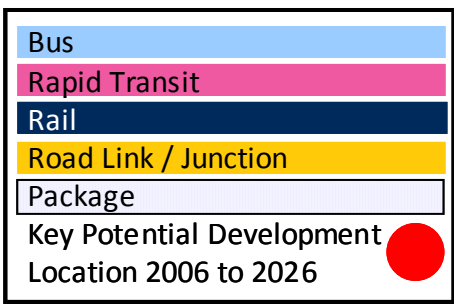 Bus
Rapid Transit
Rail
Road Link / Junction
Package
Key Potential Development
Location 2006 to 2026